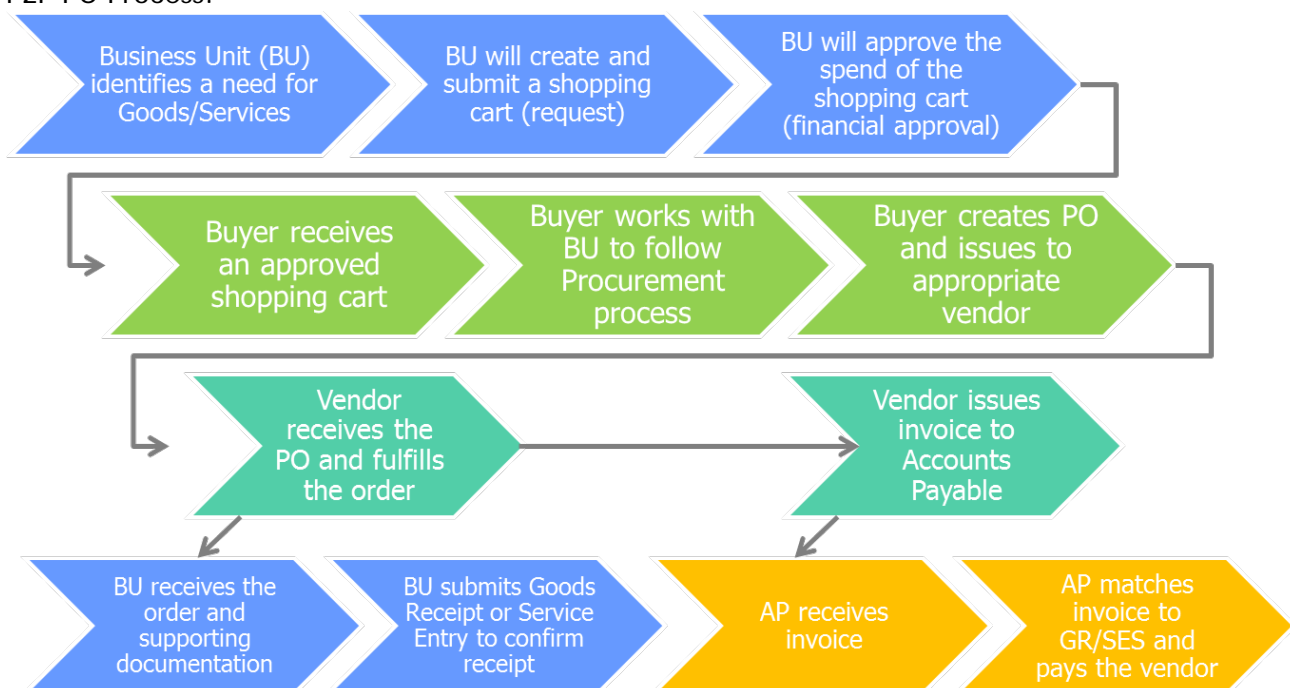 Business Unit (BU)
identifies a need for
Goods/Services
BU will create and
submit a shopping
cart (request)
BU will approve the
spend of the
shopping cart
(financial approval)
Buyer receives
an approved
shopping cart
Buyer works with
BU to follow
Procurement
process
Buyer creates PO
and issues to
appropriate
vendor
Vendor
receives the
PO and fulfills
the order
Vendor issues
invoice to
Accounts
Payable
BU receives the
order and
supporting
documentation
BU submits Goods
Receipt or Service
Entry to confirm
receipt
AP receives
invoice
AP matches
invoice to
GR/SES and
pays the vendor